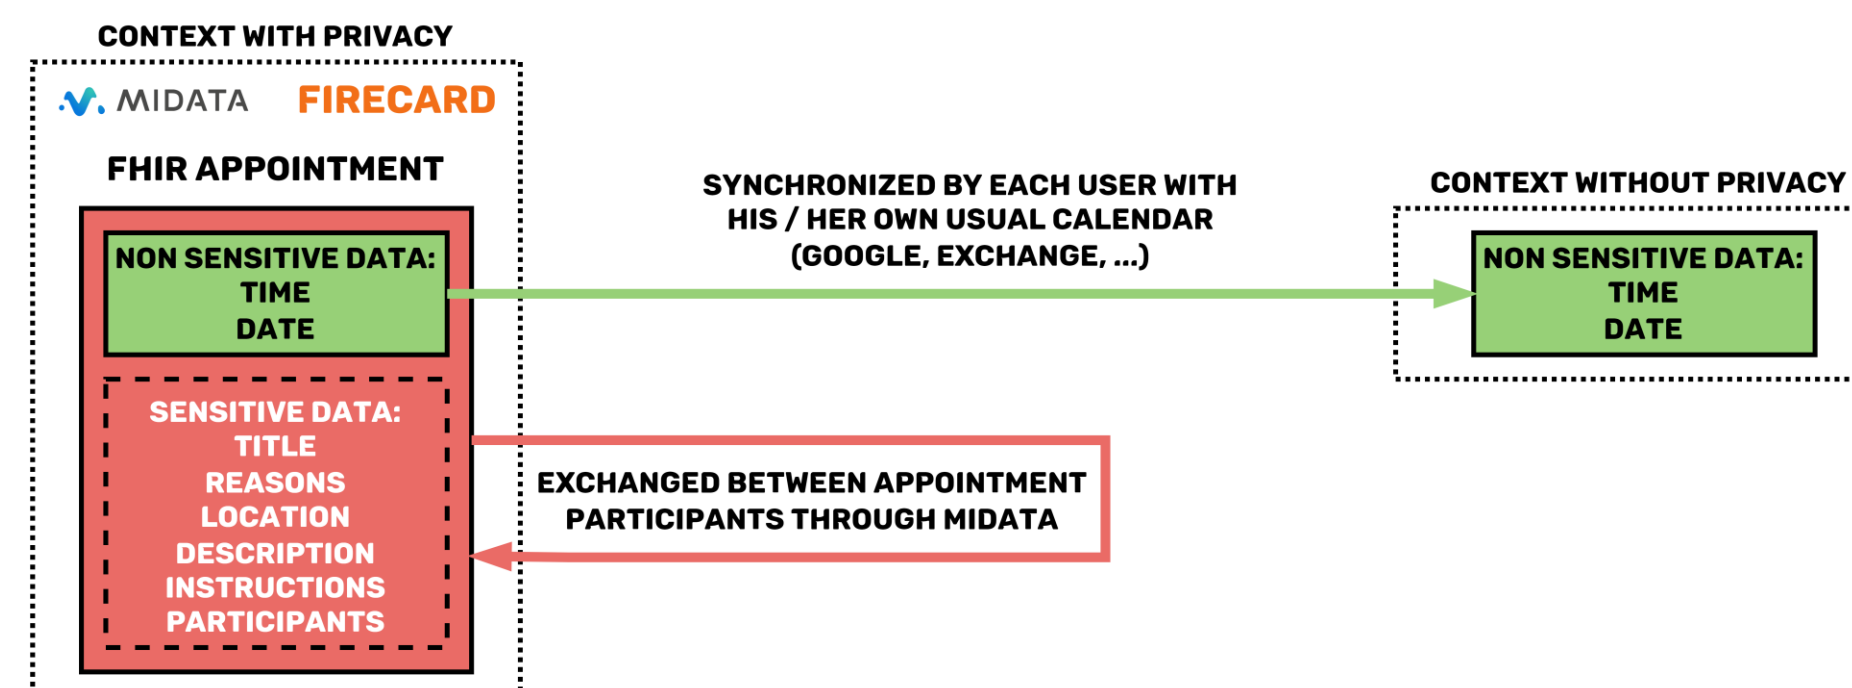 CONTEXT WITH PRIVACY
MIDATA FIRECARD
FHIR APPOINTMENT
NON SENSITIVE DATA:
TIME
DATE
SENSITIVE DATA:
TITLE
REASONS
LOCATION
DESCRIPTION
INSTRUCTIONS
PARTICIPANTS
SYNCHRONIZED BY EACH USER WITH
HIS / HER OWN USUAL CALENDAR
(GOOGLE, EXCHANGE, ...)
EXCHANGED BETWEEN APPOINTMENT
PARTICIPANTS THROUGH MIDATA
CONTEXT WITHOUT PRIVACY
NON SENSITIVE DATA:
TIME
DATE